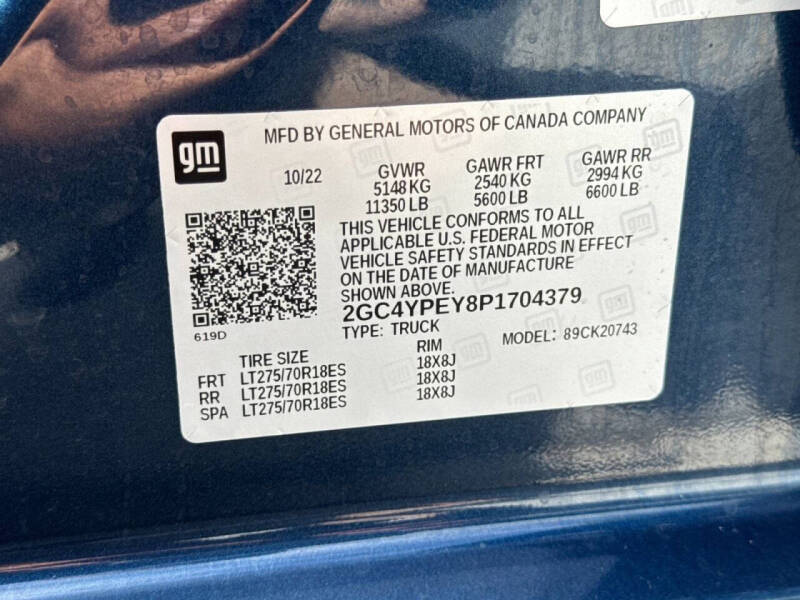 gm
MFD BY GENERAL MOTORS OF CANADA COMPANY
10/22 GVWR GAWR FRT GAWR RR
5148 KG 2540 KG 2994 KG
11350 LB 5600 LB 6600 LB
THIS VEHICLE CONFORMS TO ALL
APPLICABLE U.S. FEDERAL MOTOR
VEHICLE SAFETY STANDARDS IN EFFECT
ON THE DATE OF MANUFACTURE
SHOWN ABOVE.
2GC4YPEY8P1704379
619D
TYPE: TRUCK MODEL: 89CK20743
TIRE SIZE RIM
FRT LT275/70R18ES 18X8J
RR LT275/70R18ES 18X8J
SPA LT275/70R18ES 18X8J